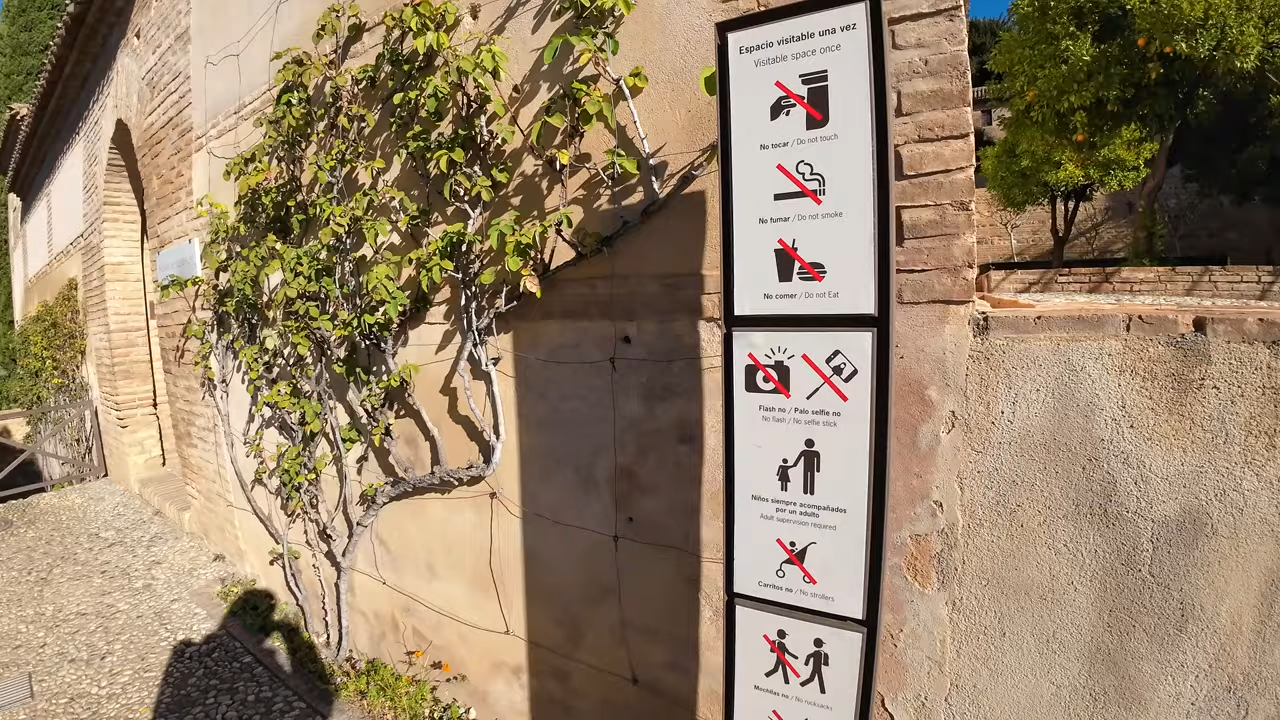 Espacio visitable una vez
Visitable space once
No tocar / Do not touch
No fumar / Do not smoke
No comer / Do not Eat
Flash no / Palo selfie no
No flash / No selfie stick
Niños siempre acompañados
por un adulto
Adult supervision required
Carritos no / No strollers
Mochilas no / No rucksacks